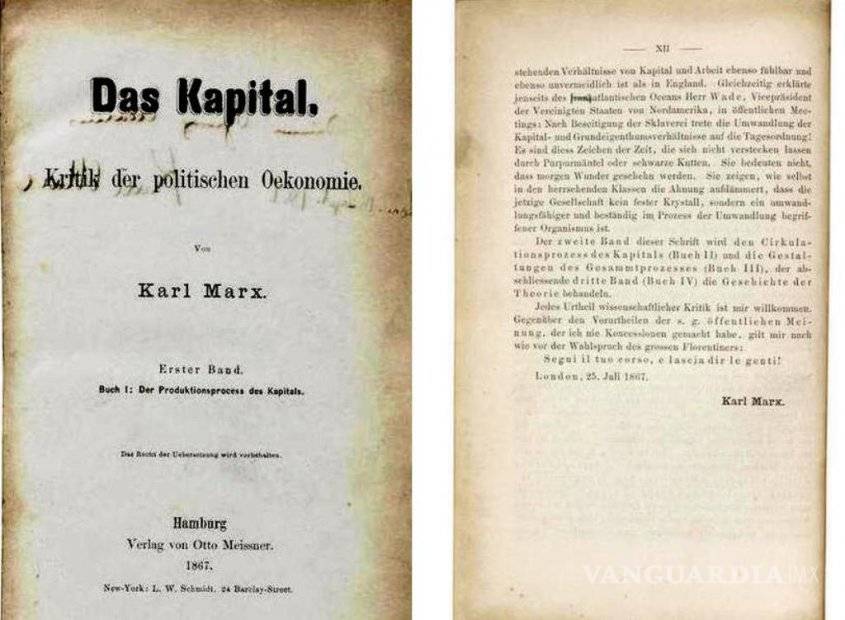 Das Kapital.
Kritik der politischen Oekonomie.
Von
Karl Marx.
Erster Band.
Buch I: Der Produktionsprocess des Kapitals.
Das Recht der Uebersetzung wird vorbehalten.
Hamburg
Verlag von Otto Meissner.
1867.
New-York: L. W. Schmidt. 24 Barclay-Street.
— XII —
stehenden Verhältnisse von Kapital und Arbeit ebenso fühlbar und
ebenso unvermeidlich ist als in England. Gleichzeitig erklärte
jenseits des atlantischen Oceans Herr Wade, Vicepräsident
der Vereinigten Staaten von Nordamerika, in öffentlichen Mee-
tings: Nach Beseitigung der Sklaverei trete die Umwandlung der
Kapital- und Grundeigenthumsverhältnisse auf die Tagesordnung!
Es sind diess Zeichen der Zeit, die sich nicht verstecken lassen
durch Purpurmäntel oder schwarze Kutten. Sie bedeuten nicht,
dass morgen Wunder geschehn werden. Sie zeigen, wie selbst
in den herrschenden Klassen die Ahnung aufdämmert, dass die
jetzige Gesellschaft kein fester Krystall, sondern ein umwand-
lungsfähiger und beständig im Prozess der Umwandlung begrif-
fener Organismus ist.
Der zweite Band dieser Schrift wird den Cirkula-
tionsprozess des Kapitals (Buch II) und die Gestal-
tungen des Gesammtprozesses (Buch III), der ab-
schliessende dritte Band (Buch IV) die Geschichte der
Theorie behandeln.
Jedes Urtheil wissenschaftlicher Kritik ist mir willkommen.
Gegenüber den Vorurtheilen der s. g. öffentlichen Mei-
nung, der ich nie Koncessionen gemacht habe, gilt mir nach
wie vor der Wahlspruch des grossen Florentiners:
Segui il tuo corso, e lascia dir le genti!
London, 25. Juli 1867.
Karl Marx.
VANGUARDIA MX